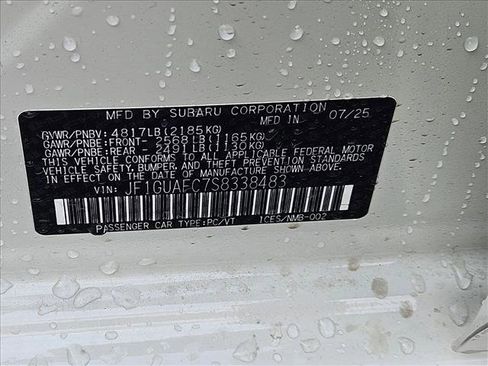 MFD BY SUBARU CORPORATION
MFD IN 07/25
GVWR/PNBV: 4817LB(2185KG)
GAWR/PNBE: FRONT- 2568LB(1165KG)
GAWR/PNBE: REAR - 2491LB(1130KG)
THIS VEHICLE CONFORMS TO ALL APPLICABLE FEDERAL MOTOR
VEHICLE SAFETY, BUMPER, AND THEFT PREVENTION STANDARDS
IN EFFECT ON THE DATE OF MANUFACTURE SHOWN ABOVE.
VIN: JF1GUAFC7S8338483
PASSENGER CAR TYPE:PC/VT ICES/NMB-002